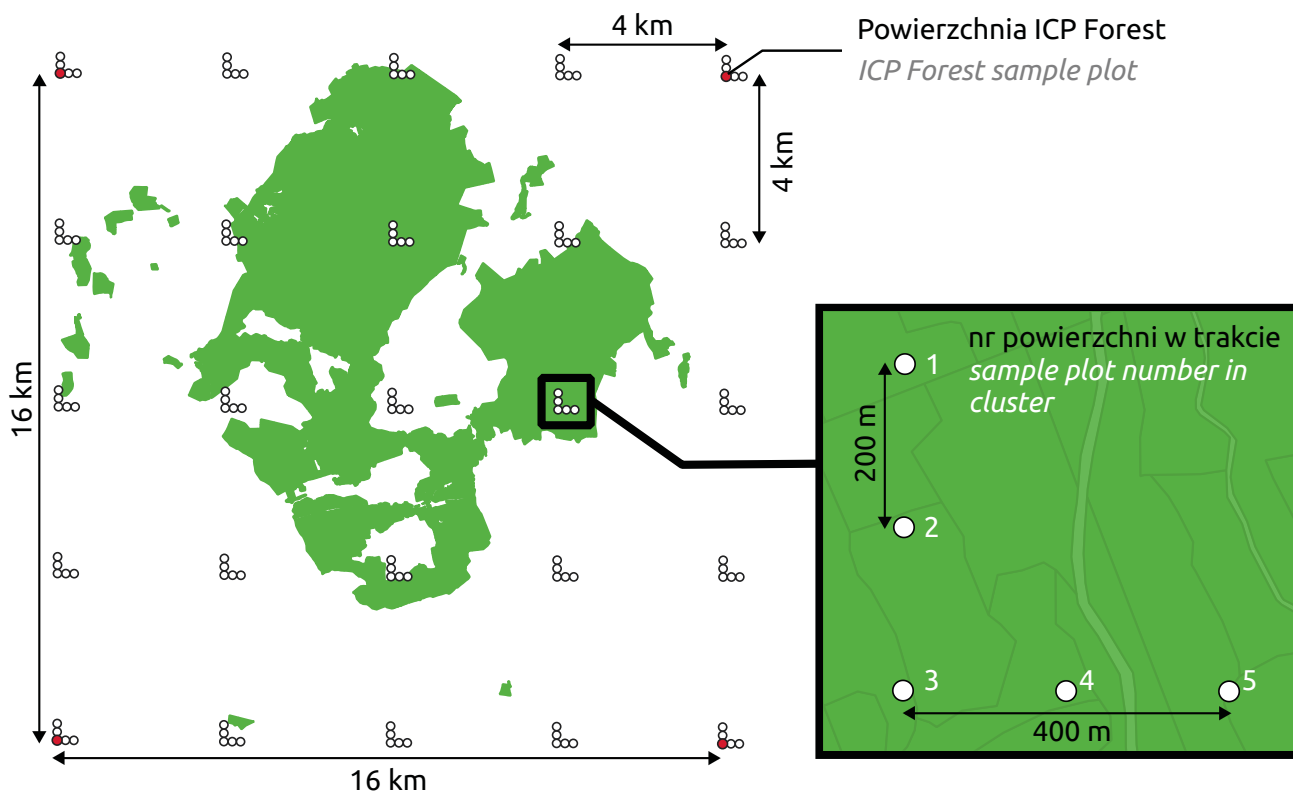 4 km
Powierzchnia ICP Forest
ICP Forest sample plot
4 km
16 km
nr powierzchni w trakcie
sample plot number in
cluster
1
200 m
2
3
4
5
400 m
16 km